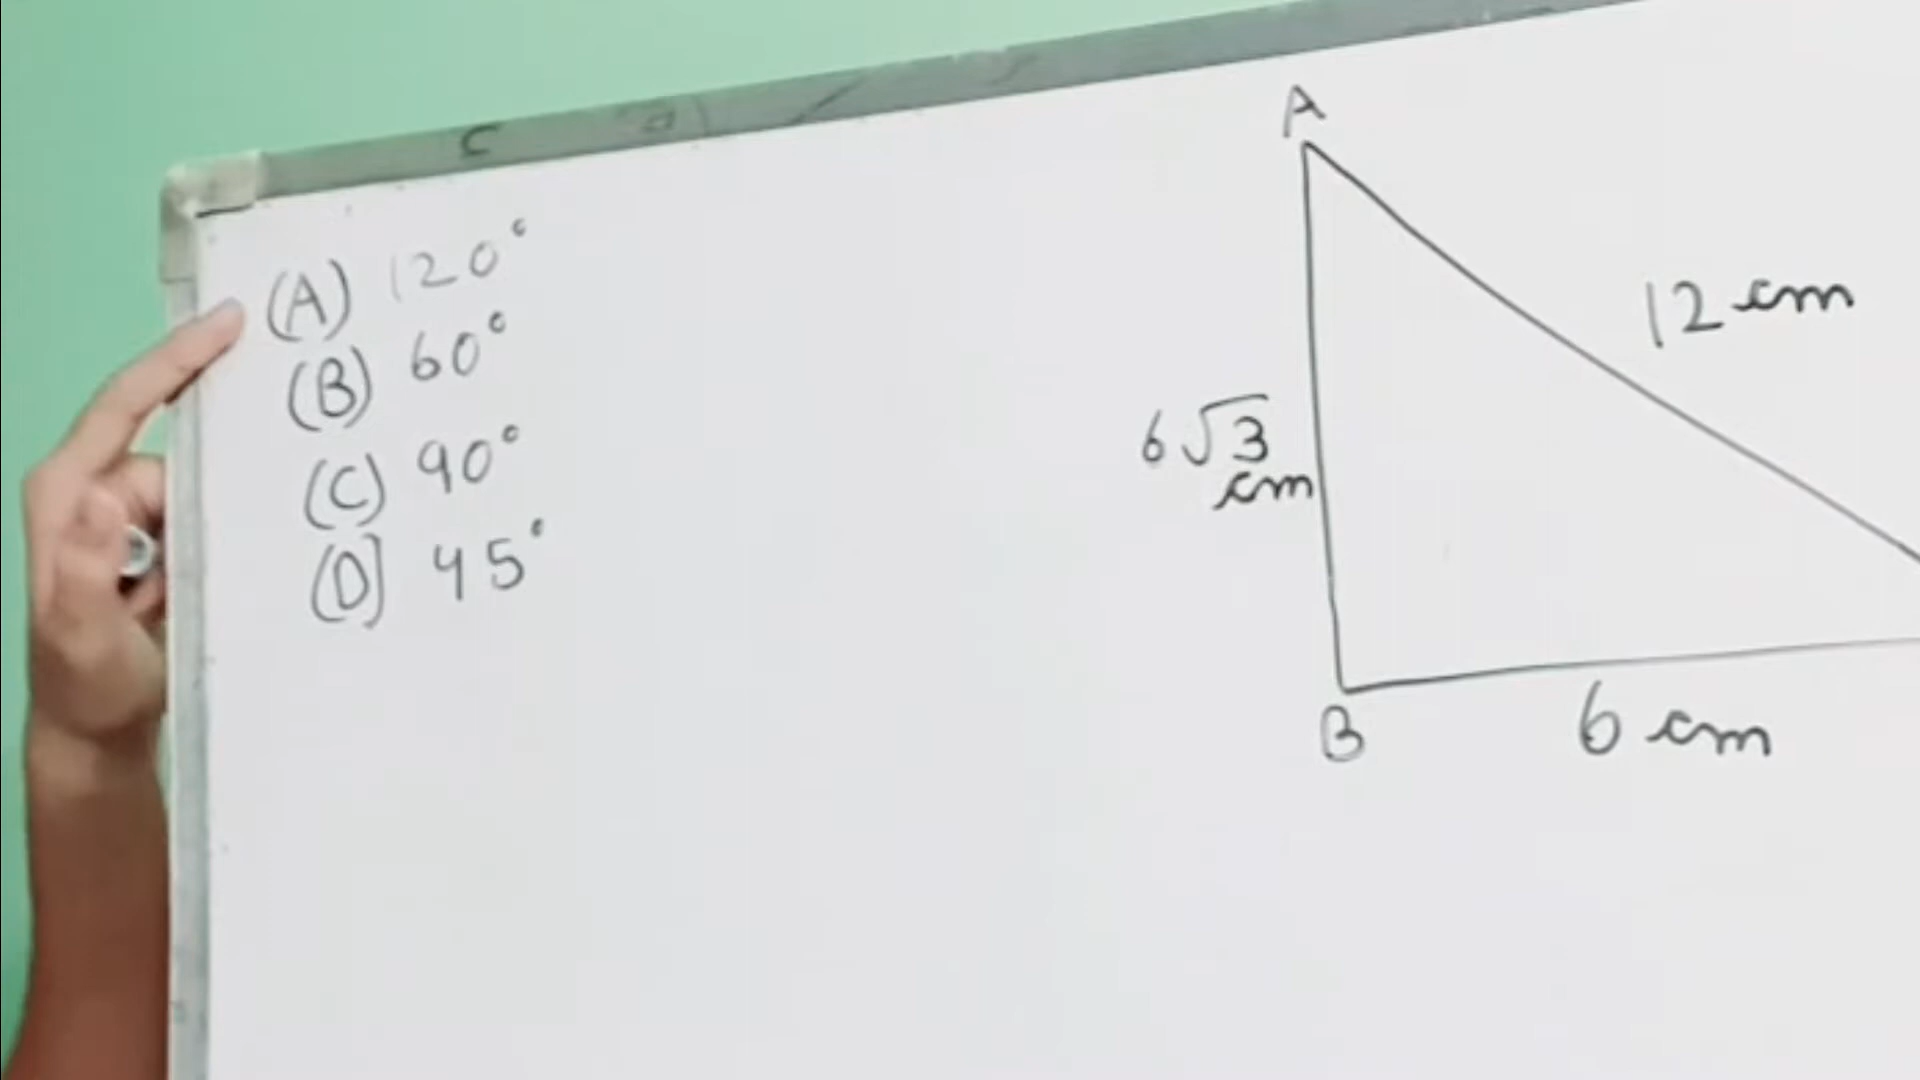 (A) 120°
(B) 60°
(C) 90°
(D) 45°
A
12 cm
6√3
cm
B
6 cm